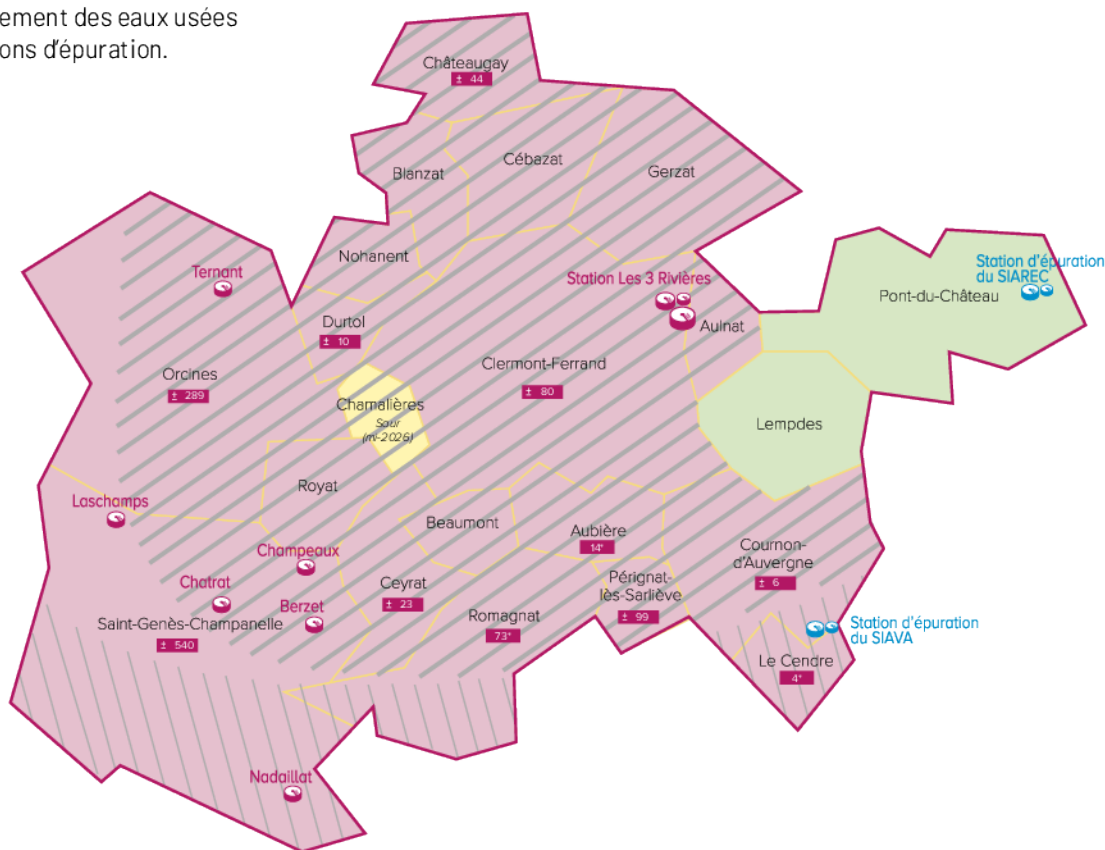 ement des eaux usées
ons d'épuration.
Châteaugay
± 44
Cébazat
Blanzat
Gerzat
Nohanent
Ternant
Station Les 3 Rivières
Station d'épuration
du SIAREC
Pont-du-Château
Durtol
± 10
Aulnat
Orcines
± 289
Clermont-Ferrand
± 80
Chamalières
Saur
(mi-2026)
Lempdes
Royat
Laschamps
Beaumont
Aubière
14*
Cournon-
d'Auvergne
± 6
Champeaux
Chatrat
Ceyrat
± 23
Pérignat-
lès-Sarliève
± 99
Berzet
Romagnat
73*
Saint-Genès-Champanelle
± 540
Station d'épuration
du SIAVA
Le Cendre
4*
Nadaillat